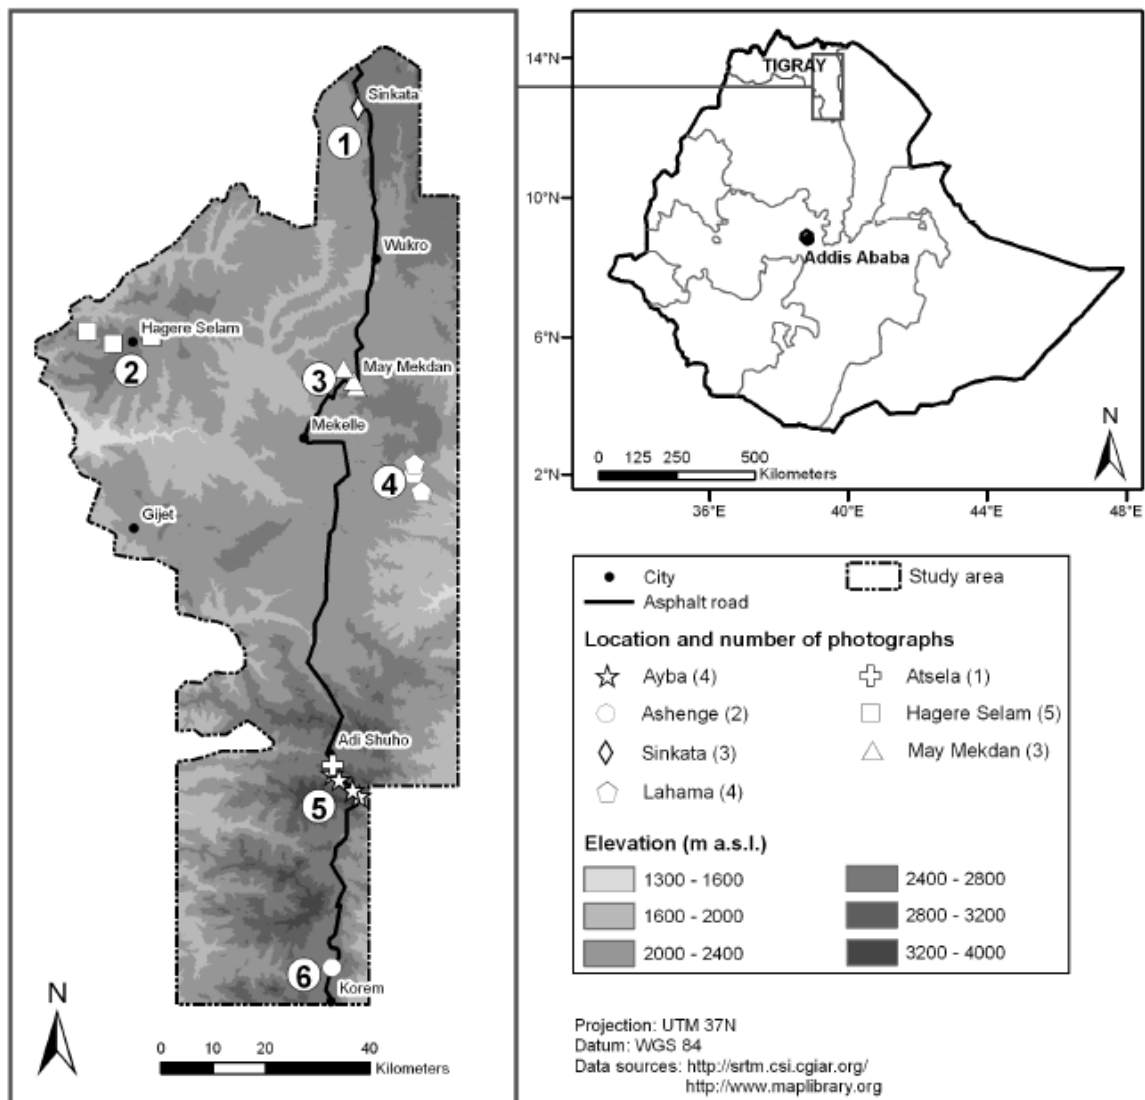 Sinkata
1
Wukro
Hagere Selam
2
May Mekdan
3
Mekelle
4
Gijet
Adi Shuho
5
6
Korem
N
0 10 20 40
Kilometers
14°N
10°N
6°N
2°N
TIGRAY
Addis Ababa
N
0 125 250 500
Kilometers
36°E 40°E 44°E 48°E
City
Study area
Asphalt road
Location and number of photographs
Ayba (4)
Atsela (1)
Ashenge (2)
Hagere Selam (5)
Sinkata (3)
May Mekdan (3)
Lahama (4)
Elevation (m a.s.l.)
1300 - 1600
2400 - 2800
1600 - 2000
2800 - 3200
2000 - 2400
3200 - 4000
Projection: UTM 37N
Datum: WGS 84
Data sources: http://srtm.csi.cgiar.org/
http://www.maplibrary.org